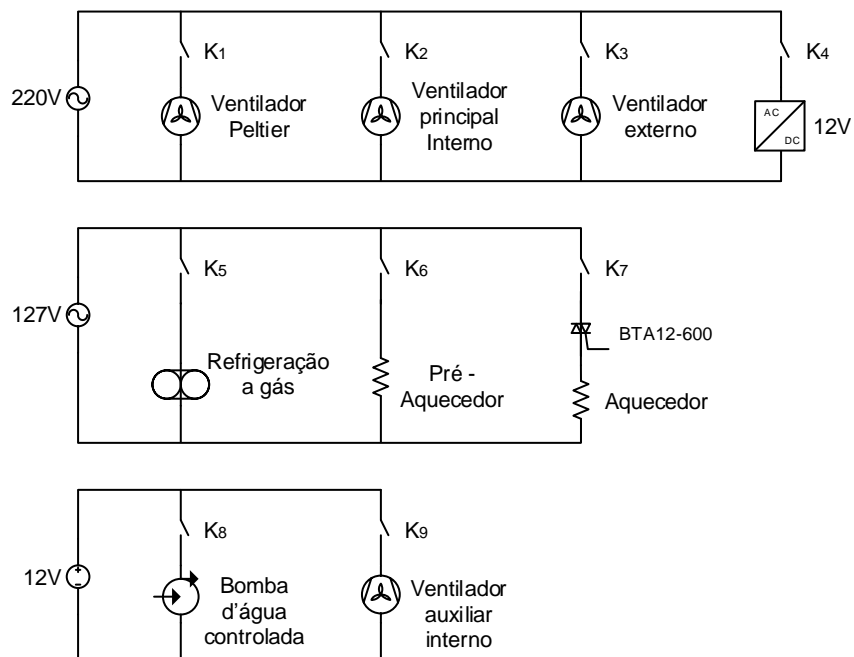 K1
K2
K3
K4
220V
Ventilador
Peltier
Ventilador
principal
Interno
Ventilador
externo
AC
DC
12V
K5
K6
K7
127V
BTA12-600
Refrigeração
a gás
Pré -
Aquecedor
Aquecedor
K8
K9
12V
Bomba
d'água
controlada
Ventilador
auxiliar
interno